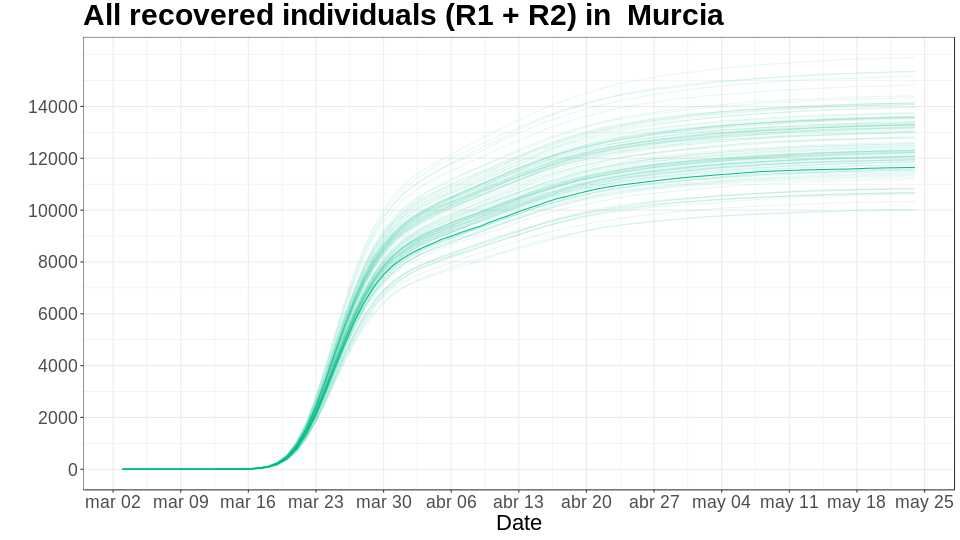 All recovered individuals (R1 + R2) in  Murcia
14000
12000
10000
8000
6000
4000
2000
0
mar 02 mar 09 mar 16 mar 23 mar 30 abr 06 abr 13 abr 20 abr 27 may 04 may 11 may 18 may 25
Date